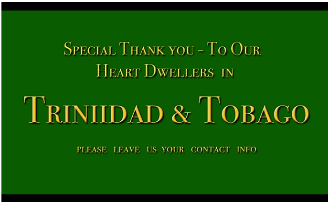 Special Thank you - To Our
Heart Dwellers in
Triniidad & Tobago
please leave us your contact info